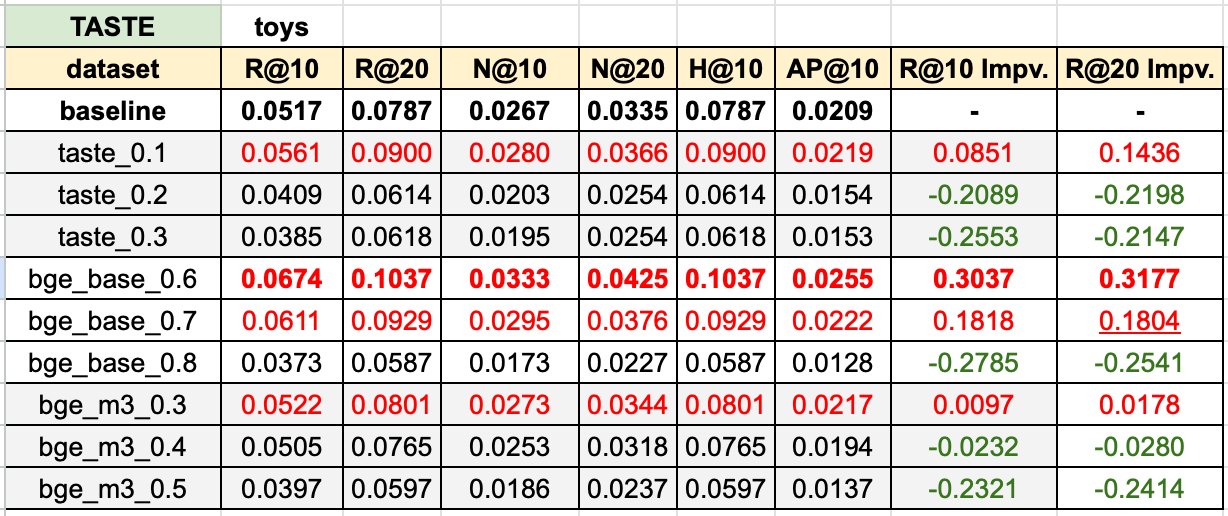 TASTE toys
dataset R@10 R@20 N@10 N@20 H@10 AP@10 R@10 Impv. R@20 Impv.
baseline 0.0517 0.0787 0.0267 0.0335 0.0787 0.0209 - -
taste_0.1 0.0561 0.0900 0.0280 0.0366 0.0900 0.0219 0.0851 0.1436
taste_0.2 0.0409 0.0614 0.0203 0.0254 0.0614 0.0154 -0.2089 -0.2198
taste_0.3 0.0385 0.0618 0.0195 0.0254 0.0618 0.0153 -0.2553 -0.2147
bge_base_0.6 0.0674 0.1037 0.0333 0.0425 0.1037 0.0255 0.3037 0.3177
bge_base_0.7 0.0611 0.0929 0.0295 0.0376 0.0929 0.0222 0.1818 0.1804
bge_base_0.8 0.0373 0.0587 0.0173 0.0227 0.0587 0.0128 -0.2785 -0.2541
bge_m3_0.3 0.0522 0.0801 0.0273 0.0344 0.0801 0.0217 0.0097 0.0178
bge_m3_0.4 0.0505 0.0765 0.0253 0.0318 0.0765 0.0194 -0.0232 -0.0280
bge_m3_0.5 0.0397 0.0597 0.0186 0.0237 0.0597 0.0137 -0.2321 -0.2414